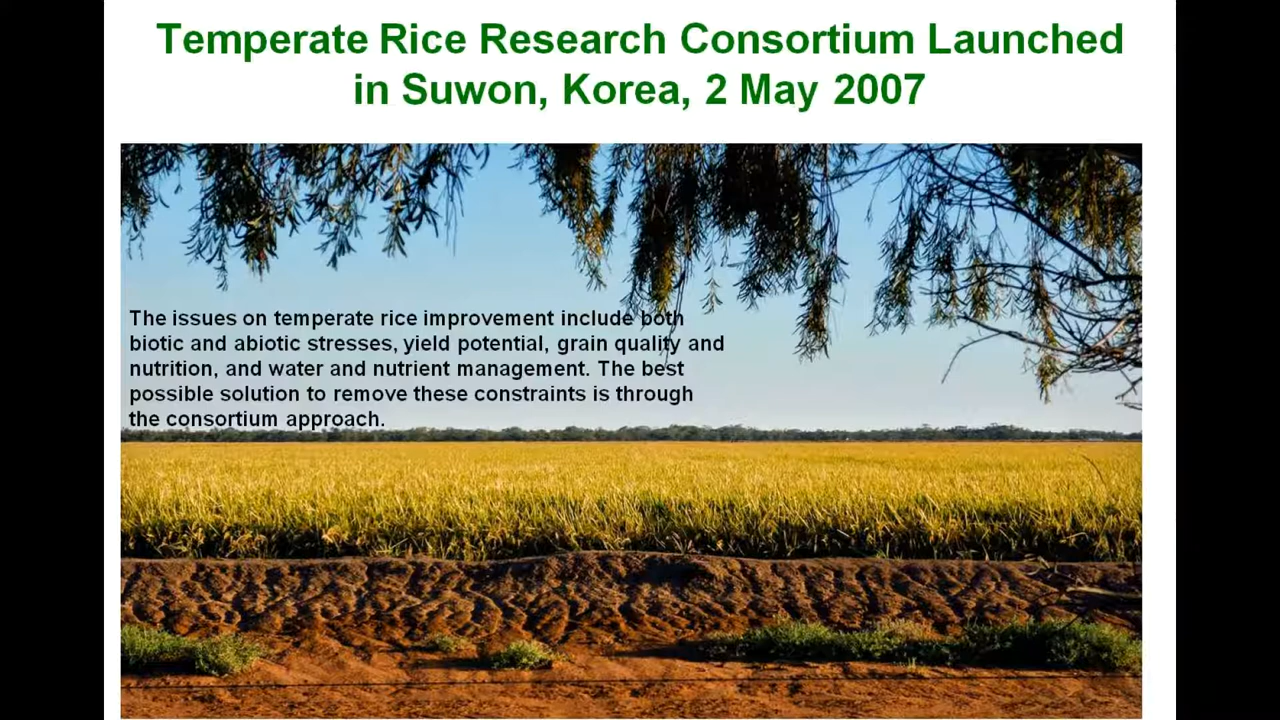 Temperate Rice Research Consortium Launched
in Suwon, Korea, 2 May 2007
The issues on temperate rice improvement include both
biotic and abiotic stresses, yield potential, grain quality and
nutrition, and water and nutrient management. The best
possible solution to remove these constraints is through
the consortium approach.